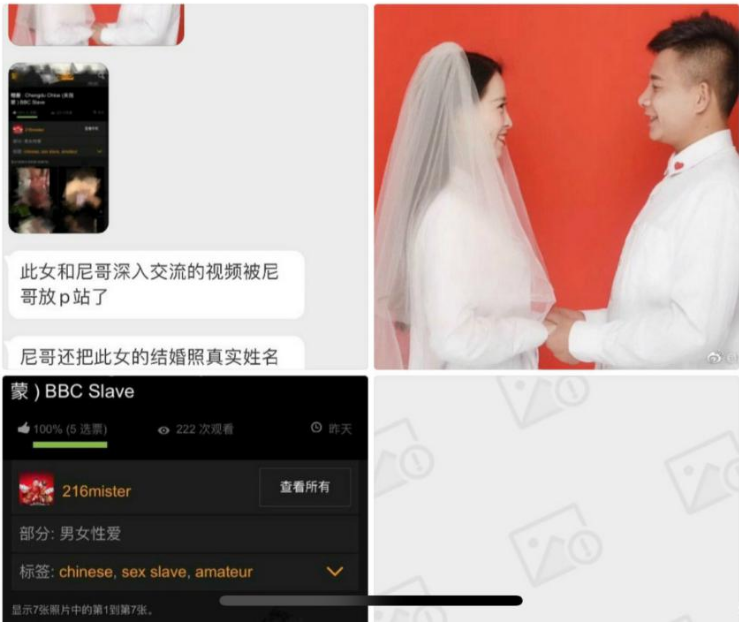 此女和尼哥深入交流的视频被尼
哥放p站了
尼哥还把此女的结婚照真实姓名
蒙 ) BBC Slave
100% (5 选票)
222 次观看
昨天
216mister
查看所有
部分: 男女性爱
标签: chinese, sex slave, amateur
显示7张照片中的第1到第7张。